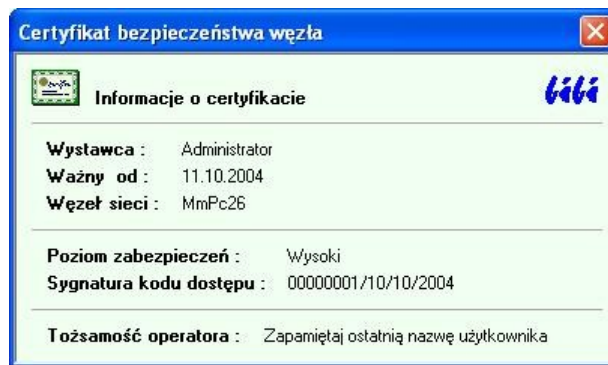 Certyfikat bezpieczeństwa węzła
Informacje o certyfikacie
Wystawca : Administrator
Ważny od : 11.10.2004
Węzeł sieci : MmPc26
Poziom zabezpieczeń : Wysoki
Sygnatura kodu dostępu : 00000001/10/10/2004
Tożsamość operatora : Zapamiętaj ostatnią nazwę użytkownika